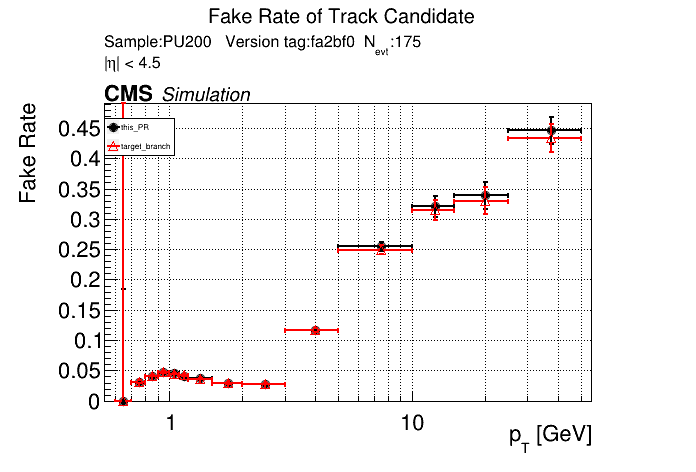 Fake Rate of Track Candidate
Sample:PU200 Version tag:fa2bf0 Nevt:175
|η| < 4.5
CMS Simulation
Fake Rate
this_PR
target_branch
0.45
0.4
0.35
0.3
0.25
0.2
0.15
0.1
0.05
0
1
10
pT [GeV]